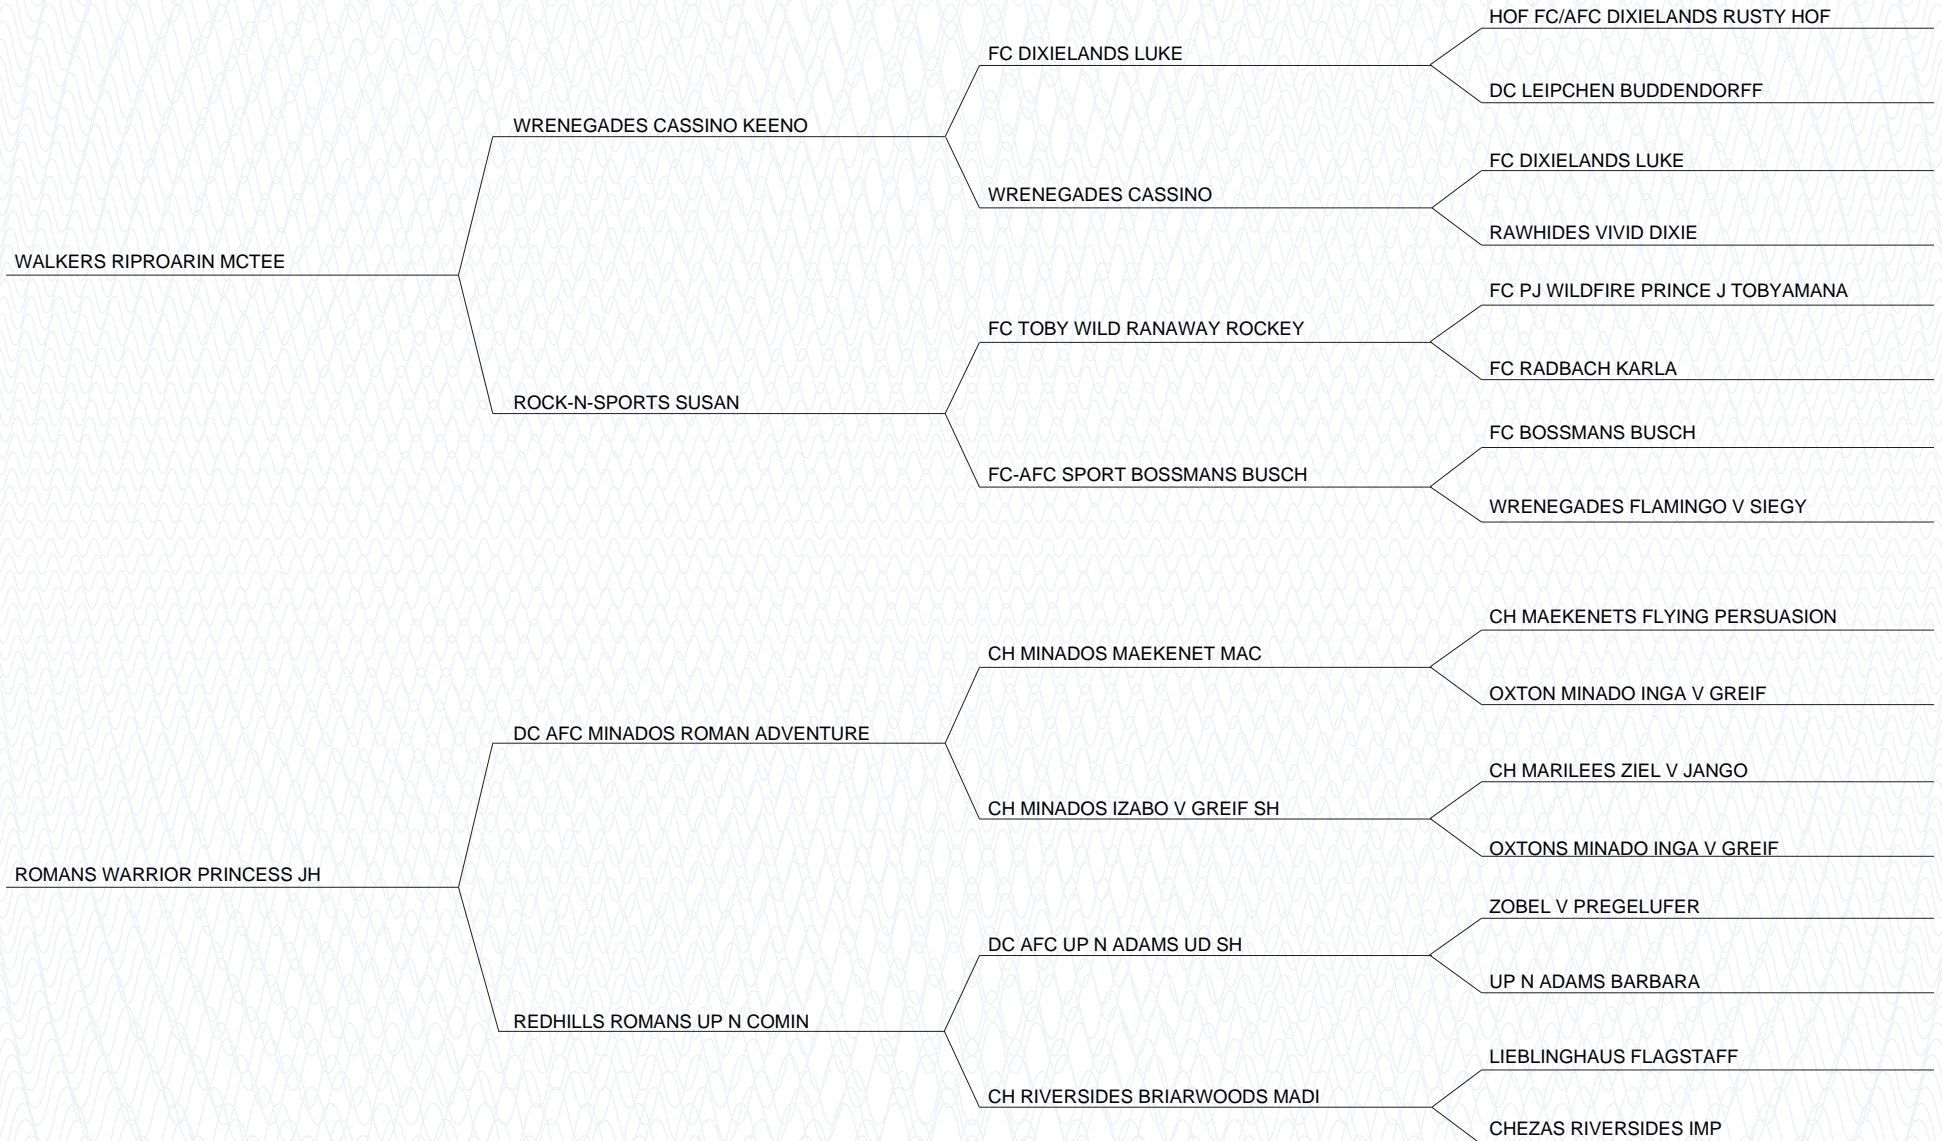 HOF FC/AFC DIXIELANDS RUSTY HOF
FC DIXIELANDS LUKE
DC LEIPCHEN BUDDENDORFF
WRENEGADES CASSINO KEENO
FC DIXIELANDS LUKE
WRENEGADES CASSINO
RAWHIDES VIVID DIXIE
WALKERS RIPROARIN MCTEE
FC PJ WILDFIRE PRINCE J TOBYAMANA
FC TOBY WILD RANAWAY ROCKEY
FC RADBACH KARLA
ROCK-N-SPORTS SUSAN
FC BOSSMANS BUSCH
FC-AFC SPORT BOSSMANS BUSCH
WRENEGADES FLAMINGO V SIEGY
CH MAEKENETS FLYING PERSUASION
CH MINADOS MAEKENET MAC
OXTON MINADO INGA V GREIF
DC AFC MINADOS ROMAN ADVENTURE
CH MARILEES ZIEL V JANGO
CH MINADOS IZABO V GREIF SH
OXTONS MINADO INGA V GREIF
ROMANS WARRIOR PRINCESS JH
ZOBEL V PREGELUFER
DC AFC UP N ADAMS UD SH
UP N ADAMS BARBARA
REDHILLS ROMANS UP N COMIN
LIEBLINGHAUS FLAGSTAFF
CH RIVERSIDES BRIARWOODS MADI
CHEZAS RIVERSIDES IMP